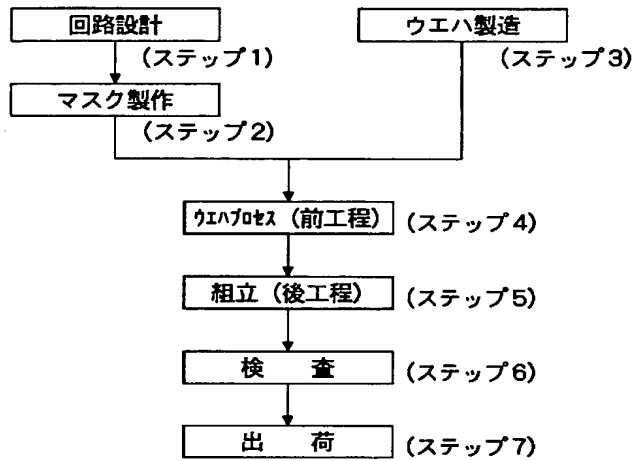 回路設計
(ステップ1)
マスク製作
(ステップ2)
ウエハ製造
(ステップ3)
ｳｴﾊﾌﾟﾛｾｽ (前工程)
(ステップ4)
組立 (後工程)
(ステップ5)
検 査
(ステップ6)
出 荷
(ステップ7)